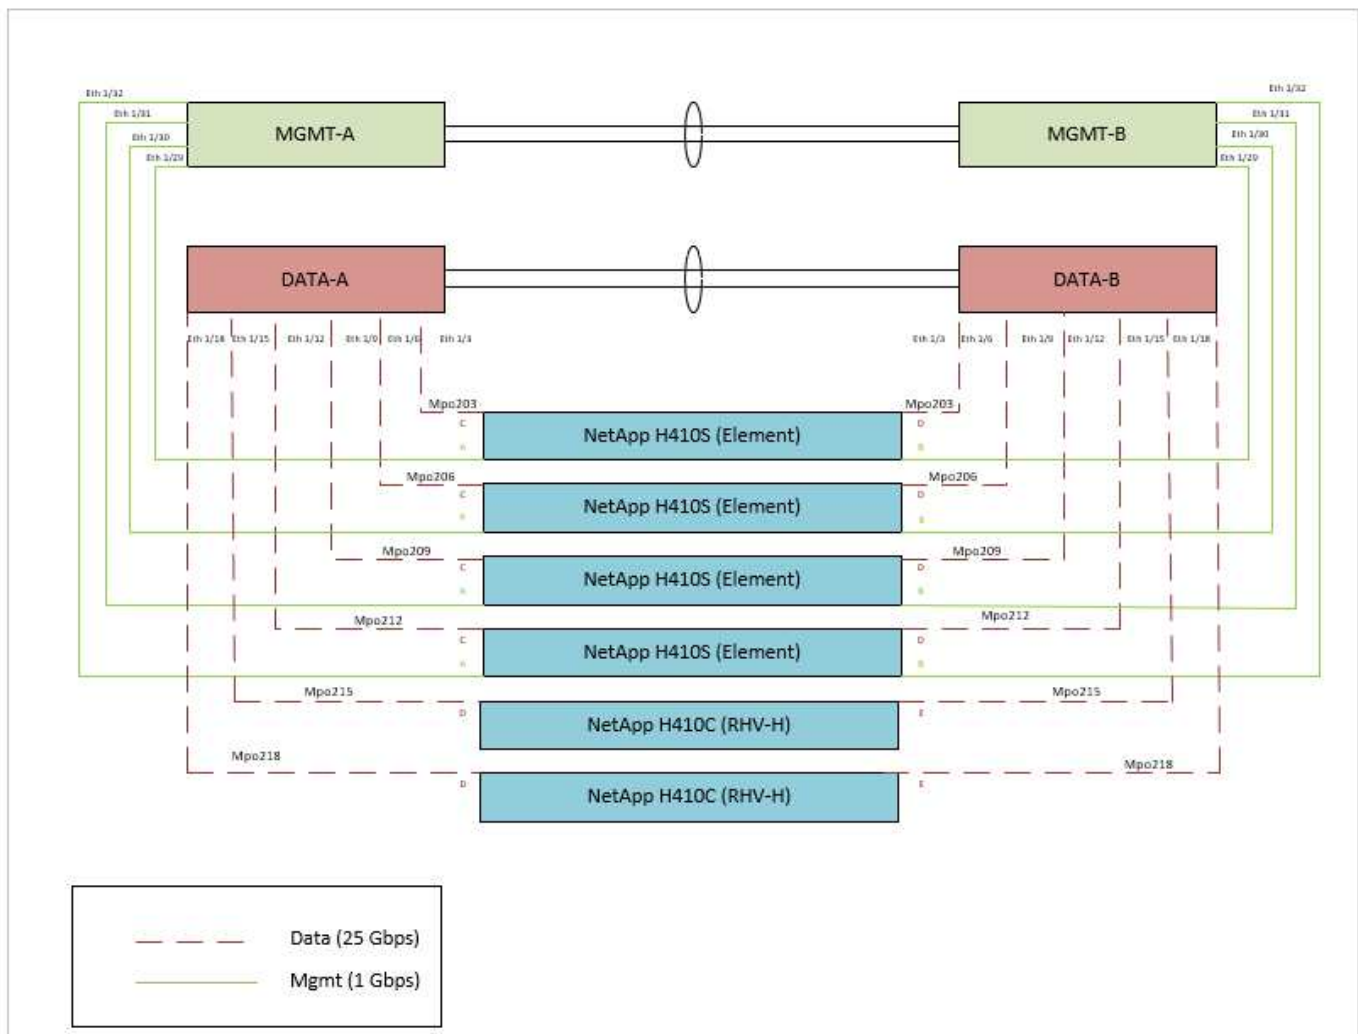 Eth 1/32
Eth 1/32
Eth 1/31
Eth 1/31
Eth 1/30
Eth 1/30
Eth 1/29
Eth 1/29
MGMT-A
MGMT-B
DATA-A
DATA-B
Eth 1/18
Eth 1/15
Eth 1/12
Eth 1/9
Eth 1/6
Eth 1/3
Eth 1/3
Eth 1/6
Eth 1/9
Eth 1/12
Eth 1/15
Eth 1/18
Mpo203
Mpo203
C
NetApp H410S (Element)
D
A
B
Mpo206
Mpo206
C
NetApp H410S (Element)
D
A
B
Mpo209
Mpo209
C
NetApp H410S (Element)
D
A
B
Mpo212
Mpo212
C
NetApp H410S (Element)
D
A
B
Mpo215
Mpo215
D
NetApp H410C (RHV-H)
E
Mpo218
Mpo218
D
NetApp H410C (RHV-H)
E
Data (25 Gbps)
Mgmt (1 Gbps)